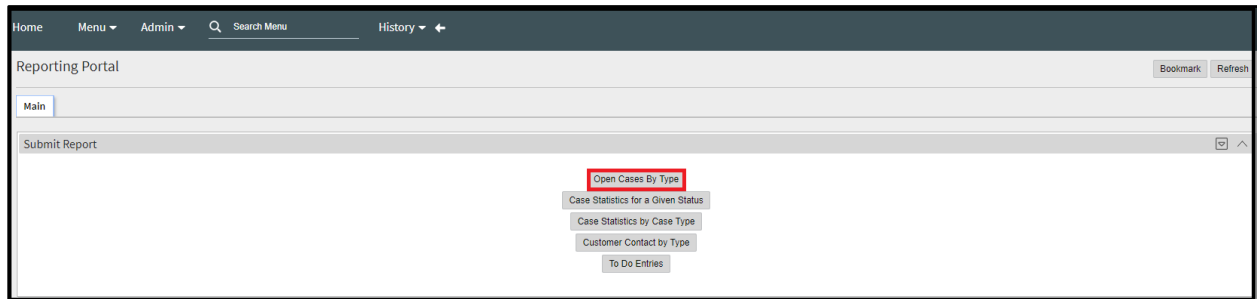 Home Menu Admin Search Menu History
Reporting Portal Bookmark Refresh
Main
Submit Report
Open Cases By Type
Case Statistics for a Given Status
Case Statistics by Case Type
Customer Contact by Type
To Do Entries